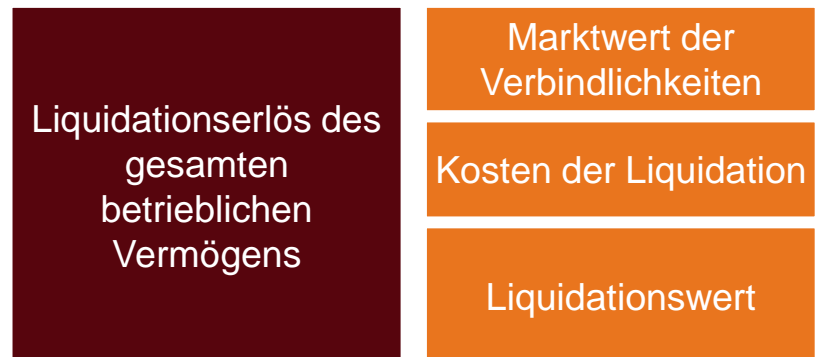 Liquidationserlös des
gesamten
betrieblichen
Vermögens
Marktwert der
Verbindlichkeiten
Kosten der Liquidation
Liquidationswert